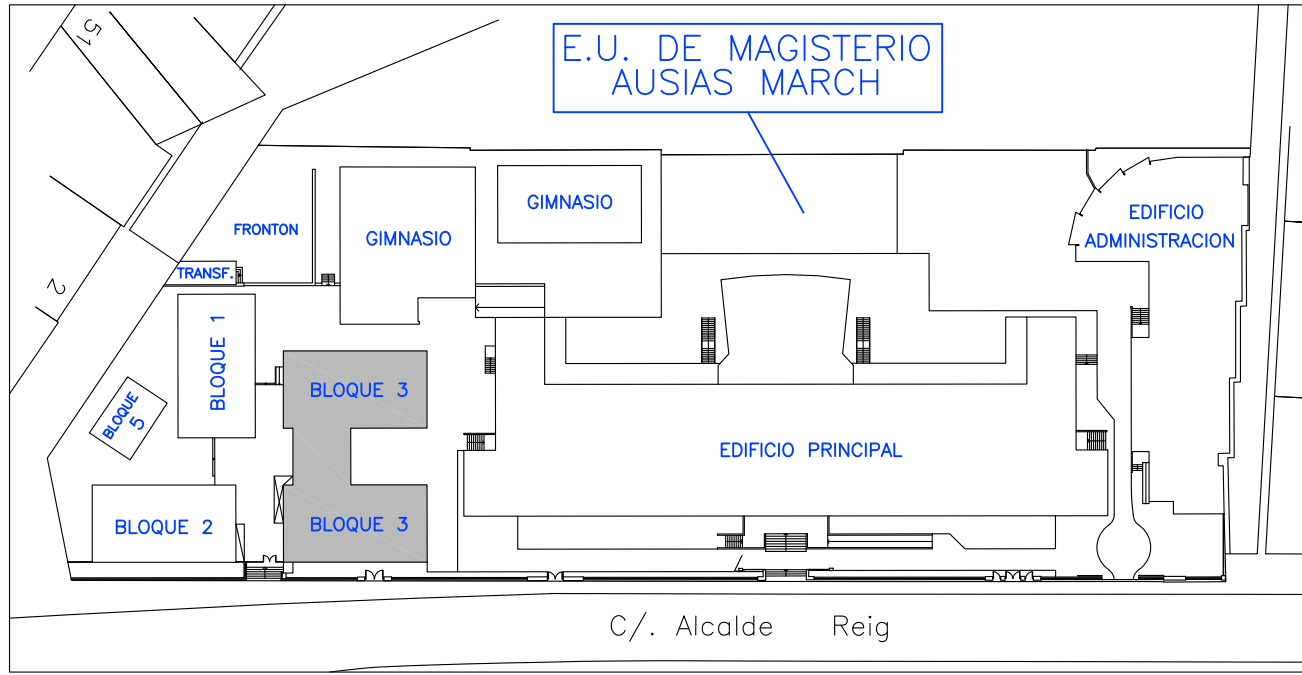 51
E.U. DE MAGISTERIO
AUSIAS MARCH
GIMNASIO
EDIFICIO
ADMINISTRACION
FRONTON
GIMNASIO
TRANSF.
21
BLOQUE 1
BLOQUE 3
BLOQUE
5
EDIFICIO PRINCIPAL
BLOQUE 2
BLOQUE 3
C/. Alcalde Reig